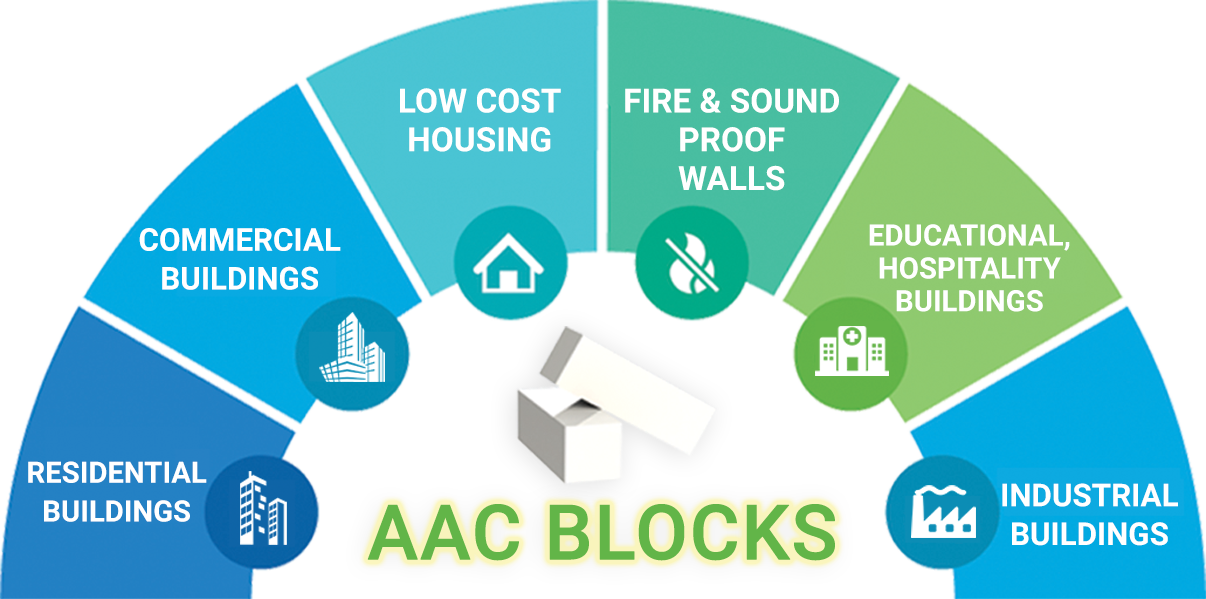 LOW COST
HOUSING
FIRE & SOUND
PROOF
WALLS
COMMERCIAL
BUILDINGS
EDUCATIONAL,
HOSPITALITY
BUILDINGS
RESIDENTIAL
BUILDINGS
INDUSTRIAL
BUILDINGS
AAC BLOCKS